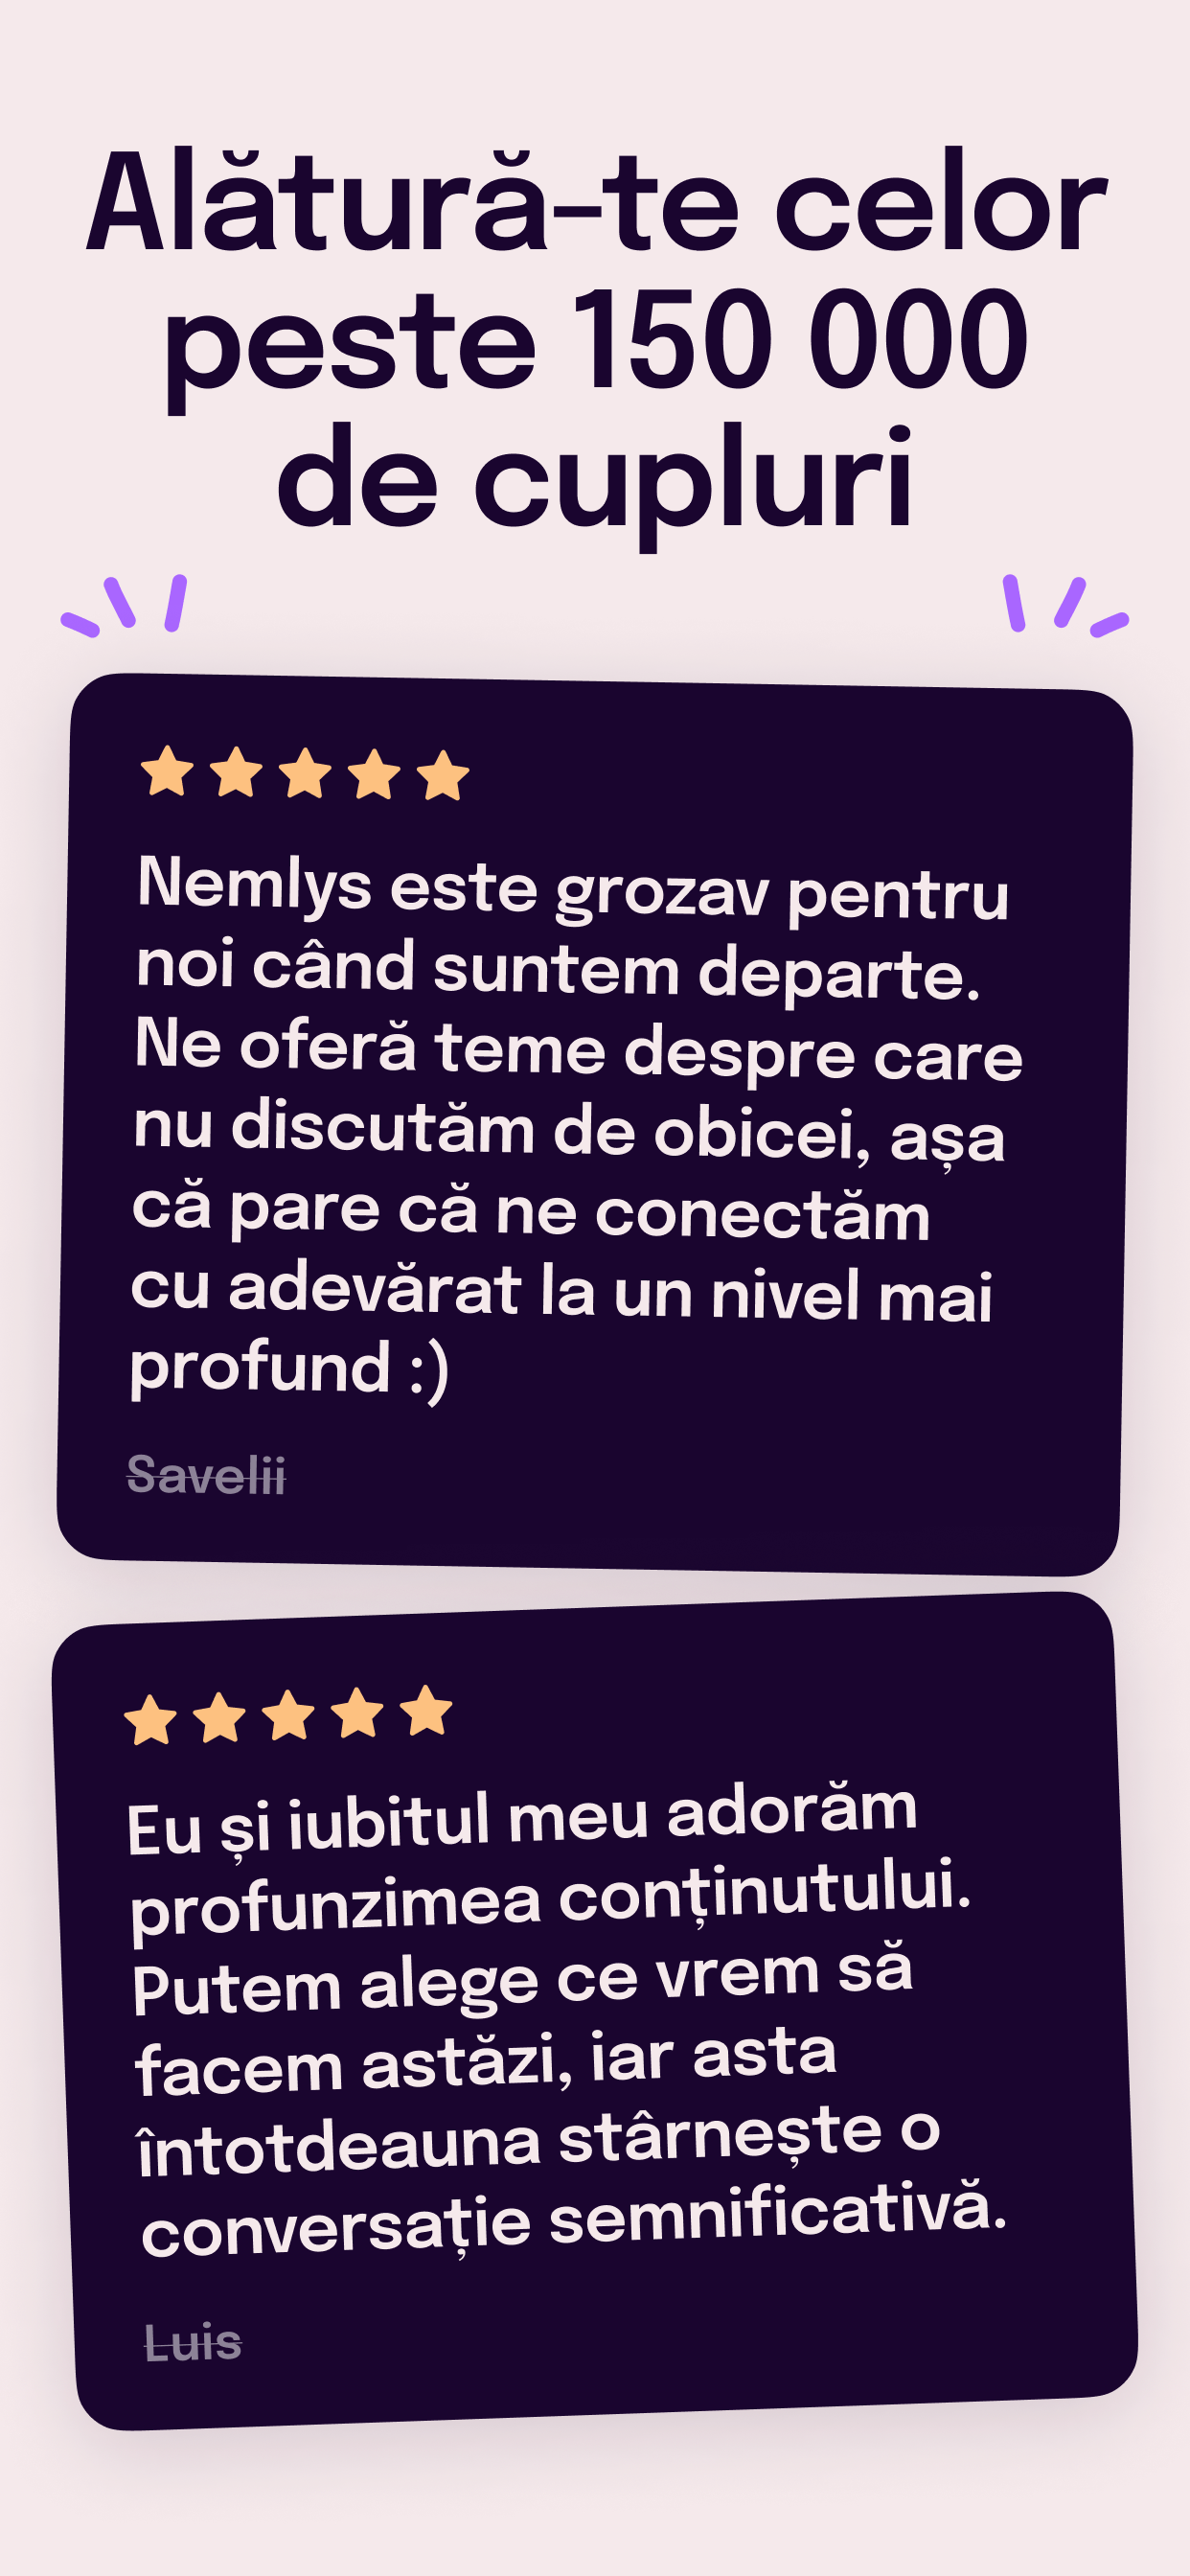 Alătură-te celor
peste 150 000
de cupluri
Nemlys este grozav pentru
noi când suntem departe.
Ne oferă teme despre care
nu discutăm de obicei, așa
că pare că ne conectăm
cu adevărat la un nivel mai
profund :)
Savelii
Eu și iubitul meu adorăm
profunzimea conținutului.
Putem alege ce vrem să
facem astăzi, iar asta
întotdeauna stârnește o
conversație semnificativă.
Luis